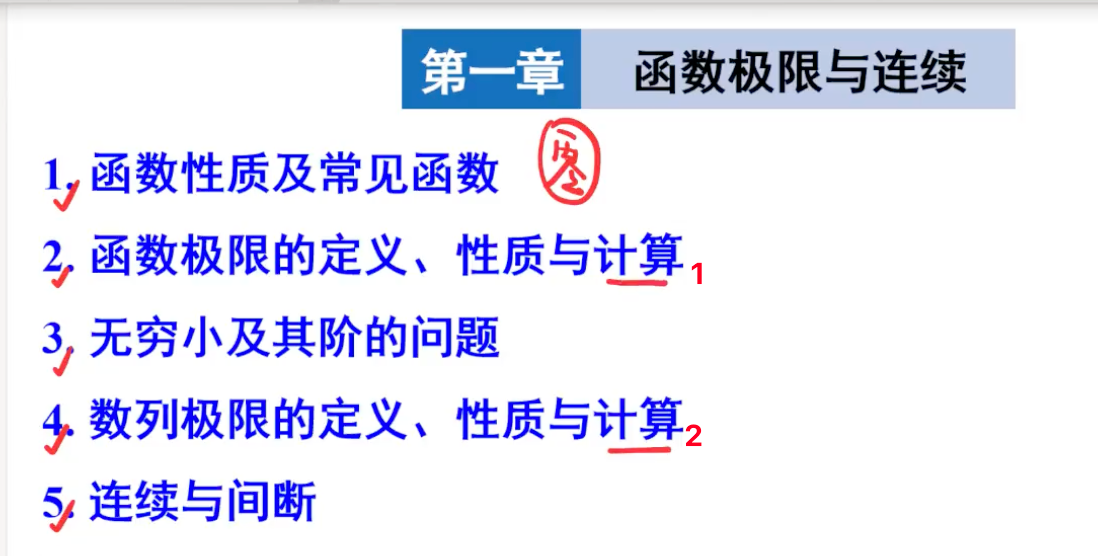 第一章 函数极限与连续
1. 函数性质及常见函数 零
2. 函数极限的定义、性质与计算 1
3. 无穷小及其阶的问题
4. 数列极限的定义、性质与计算 2
5. 连续与间断